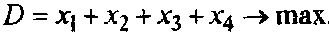 D = x₁ + x₂ + x₃ + x₄ → max.